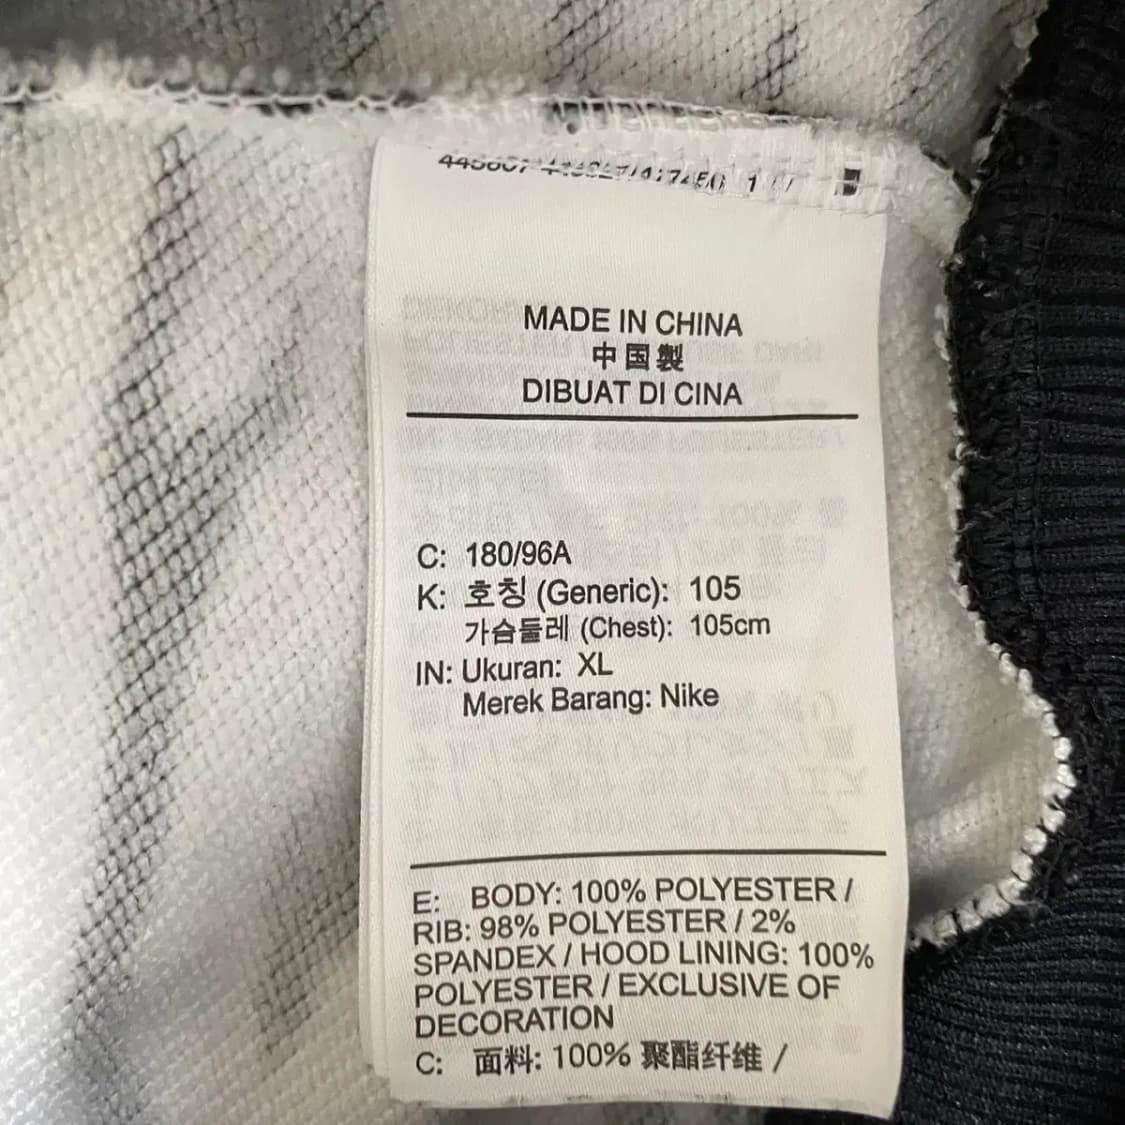 MADE IN CHINA
中国製
DIBUAT DI CINA
C: 180/96A
K: 호칭 (Generic): 105
가슴둘레 (Chest): 105cm
IN: Ukuran: XL
Merek Barang: Nike
E: BODY: 100% POLYESTER /
RIB: 98% POLYESTER / 2%
SPANDEX / HOOD LINING: 100%
POLYESTER / EXCLUSIVE OF
DECORATION
C: 面料: 100% 聚酯纤维 /